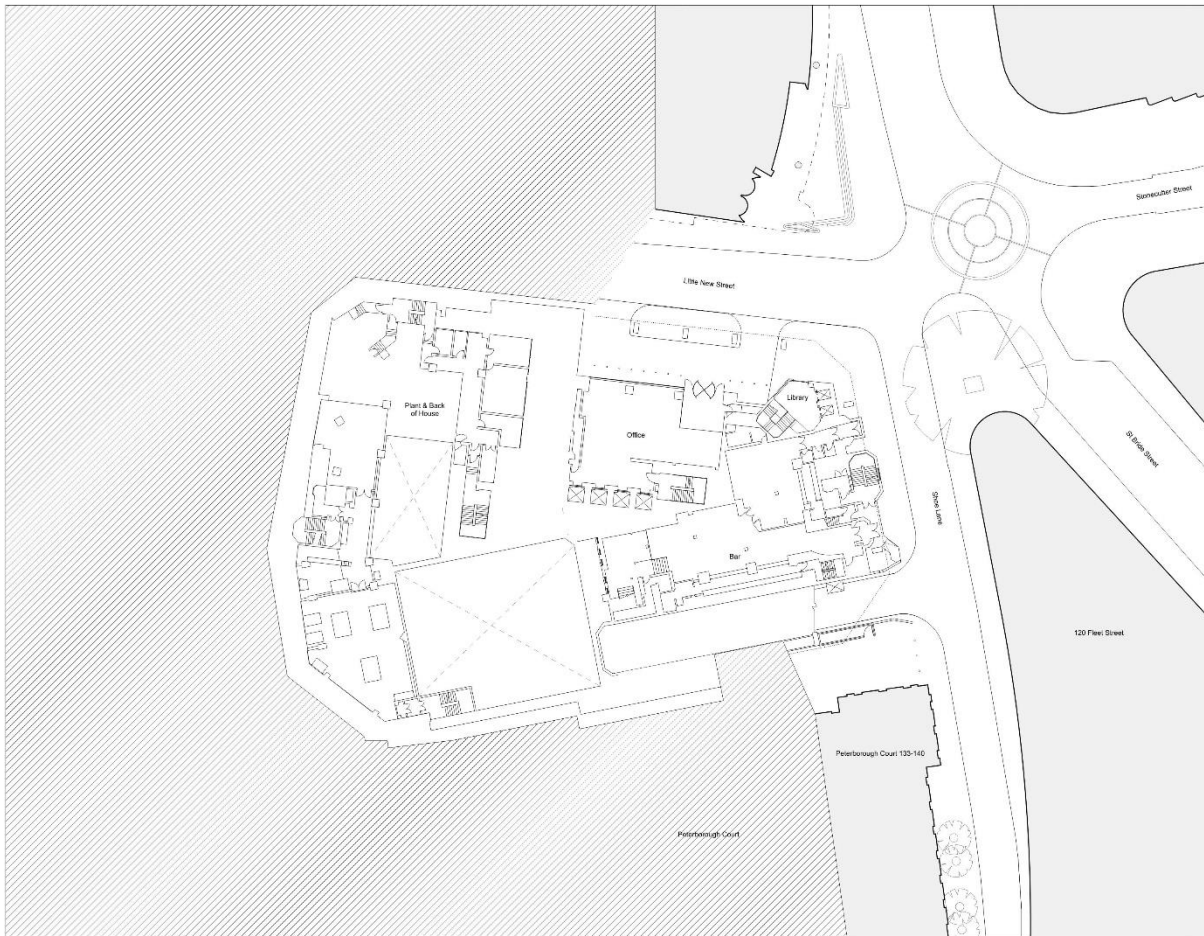 Stonecutter Street
Little New Street
Library
Plant & Back
of House
Office
St Bride Street
Shoe Lane
Bar
120 Fleet Street
Peterborough Court 133-140
Peterborough Court